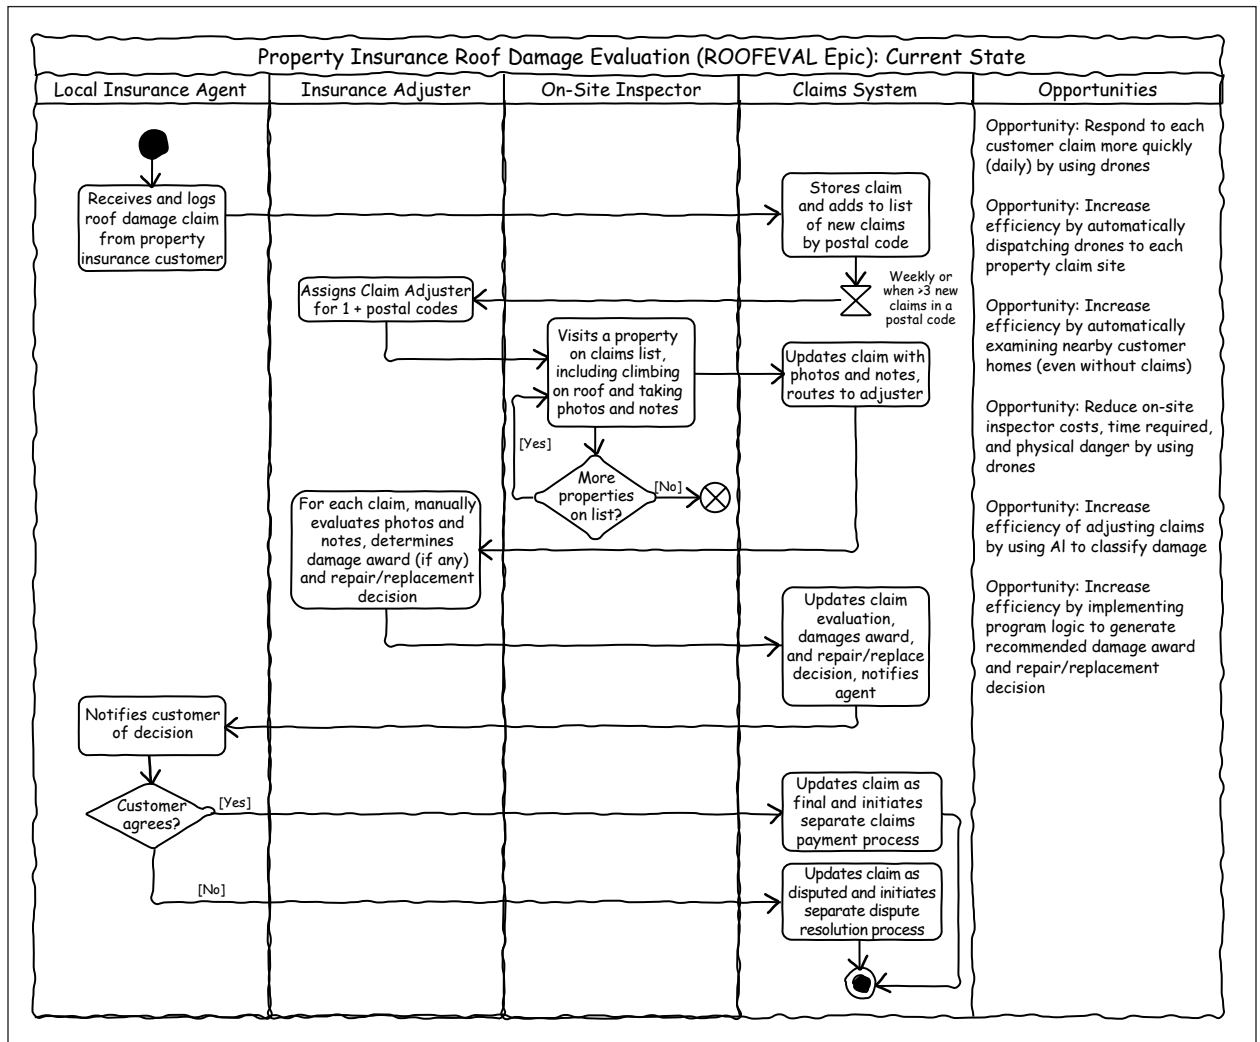 Property Insurance Roof Damage Evaluation (ROOFEVAL Epic): Current State
Local Insurance Agent
Insurance Adjuster
On-Site Inspector
Claims System
Opportunities
Receives and logs
roof damage claim
from property
insurance customer
Stores claim
and adds to list
of new claims
by postal code
Weekly or
when >3 new
claims in a
postal code
Assigns Claim Adjuster
for 1 + postal codes
Visits a property
on claims list,
including climbing
on roof and taking
photos and notes
Updates claim with
photos and notes,
routes to adjuster
[Yes]
More
properties
on list?
[No]
For each claim, manually
evaluates photos and
notes, determines
damage award (if any)
and repair/replacement
decision
Updates claim
evaluation,
damages award,
and repair/replace
decision, notifies
agent
Notifies customer
of decision
Customer
agrees?
[Yes]
Updates claim as
final and initiates
separate claims
payment process
[No]
Updates claim as
disputed and initiates
separate dispute
resolution process
Opportunity: Respond to each
customer claim more quickly
(daily) by using drones
Opportunity: Increase
efficiency by automatically
dispatching drones to each
property claim site
Opportunity: Increase
efficiency by automatically
examining nearby customer
homes (even without claims)
Opportunity: Reduce on-site
inspector costs, time required,
and physical danger by using
drones
Opportunity: Increase
efficiency of adjusting claims
by using AI to classify damage
Opportunity: Increase
efficiency by implementing
program logic to generate
recommended damage award
and repair/replacement
decision